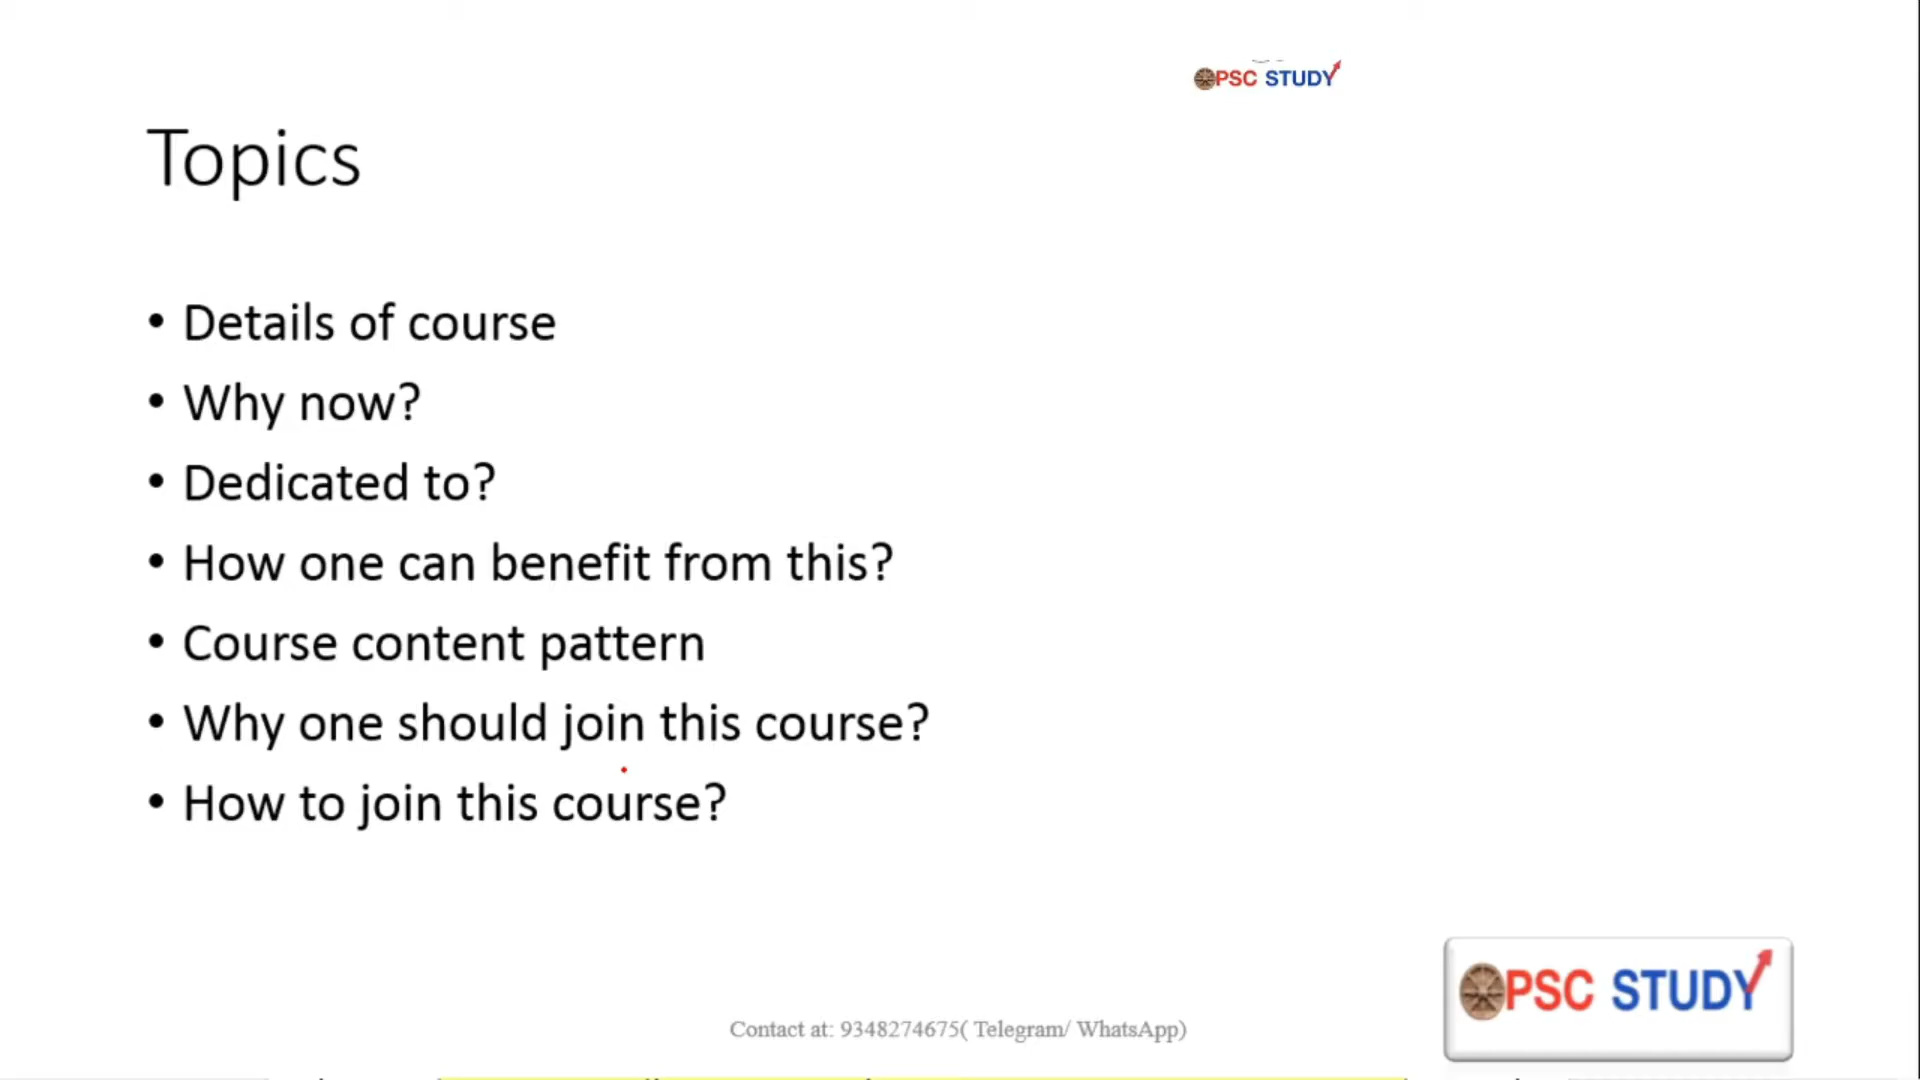 PSC STUDY
Topics
• Details of course
• Why now?
• Dedicated to?
• How one can benefit from this?
• Course content pattern
• Why one should join this course?
• How to join this course?
PSC STUDY
Contact at: 9348274675( Telegram/ WhatsApp)